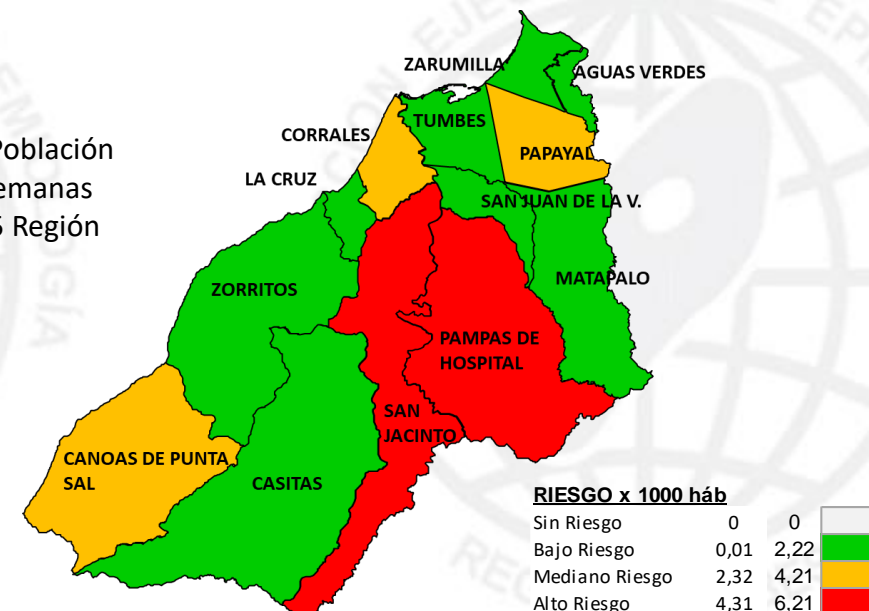 Población
emanas
Región
ZARUMILLA
AGUAS VERDES
TUMBES
CORRALES
PAPAYAL
LA CRUZ
SAN JUAN DE LA V.
MATAPALO
ZORRITOS
PAMPAS DE
HOSPITAL
SAN
JACINTO
CANOAS DE PUNTA
SAL
CASITAS
RIESGO x 1000 háb
Sin Riesgo 0 0
Bajo Riesgo 0,01 2,22
Mediano Riesgo 2,32 4,21
Alto Riesgo 4,31 6,21